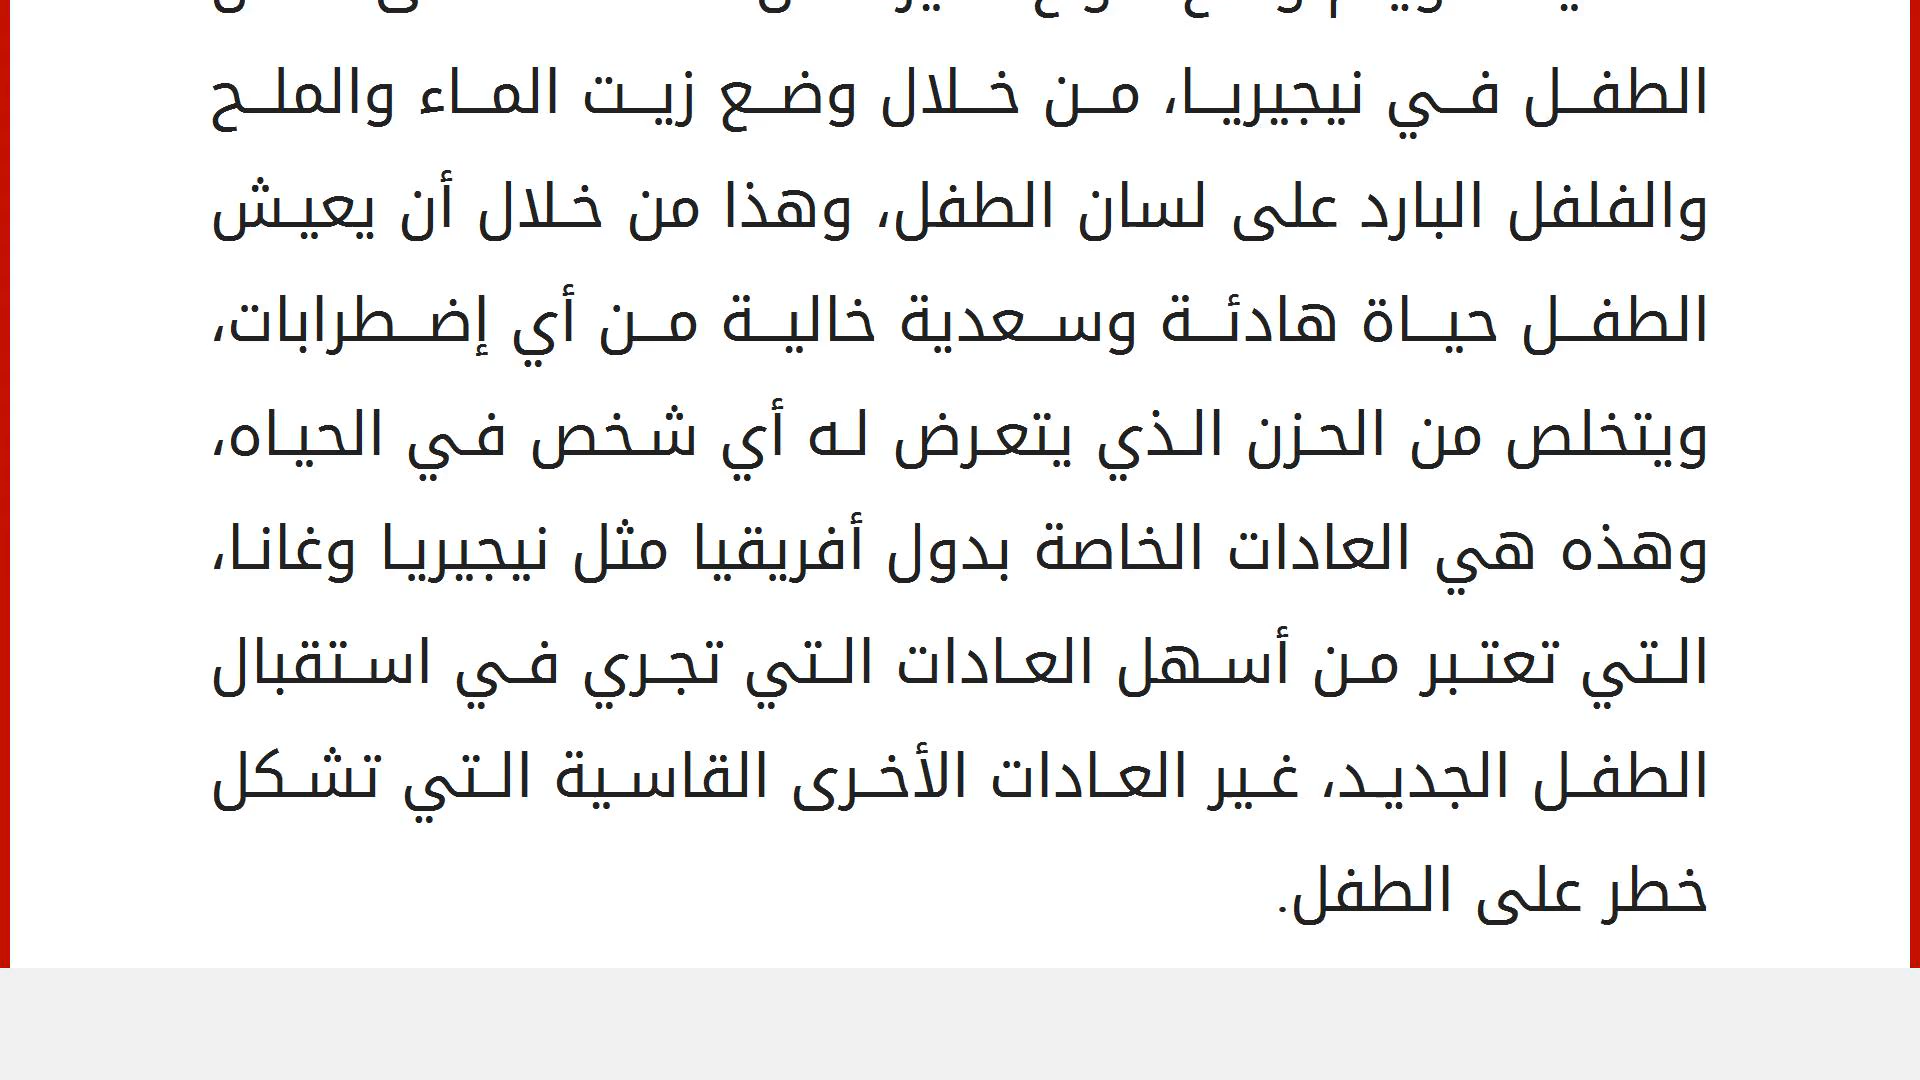 الطفل في نيجيريا، من خلال وضع زيت الماء والملح
والفلفل البارد على لسان الطفل، وهذا من خلال أن يعيش
الطفل حياة هادئة وسعدية خالية من أي إضطرابات،
ويتخلص من الحزن الذي يتعرض له أي شخص في الحياه،
وهذه هي العادات الخاصة بدول أفريقيا مثل نيجيريا وغانا،
التي تعتبر من أسهل العادات التي تجري في استقبال
الطفل الجديد، غير العادات الأخرى القاسية التي تشكل
خطر على الطفل.